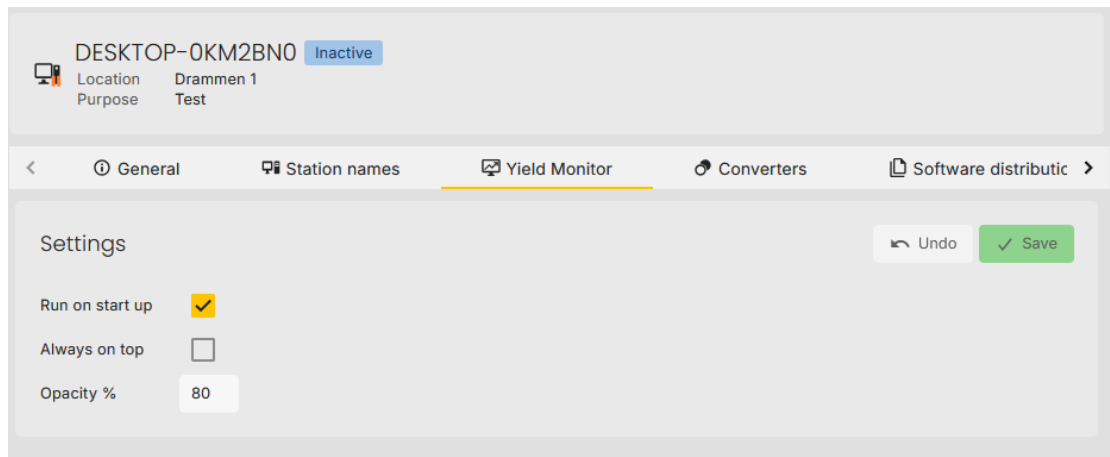 DESKTOP-0KM2BN0 Inactive
Location Drammen 1
Purpose Test
General Station names Yield Monitor Converters Software distributic
Settings Undo Save
Run on start up
Always on top
Opacity % 80